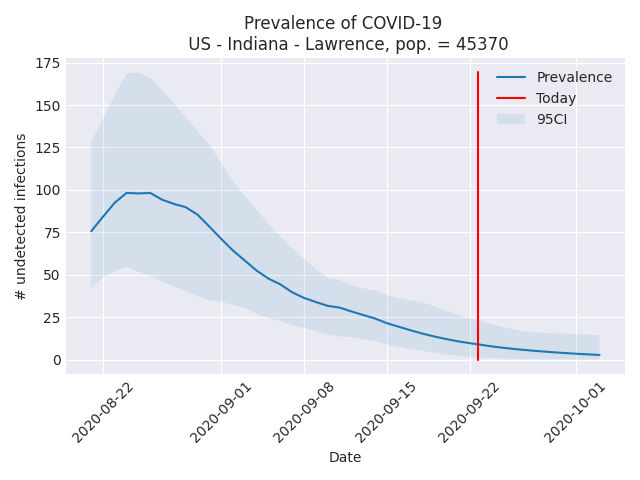 Prevalence of COVID-19
US - Indiana - Lawrence, pop. = 45370
175
150
125
100
75
50
25
0
# undetected infections
Prevalence
Today
95CI
2020-08-22
2020-09-01
2020-09-08
2020-09-15
2020-09-22
2020-10-01
Date